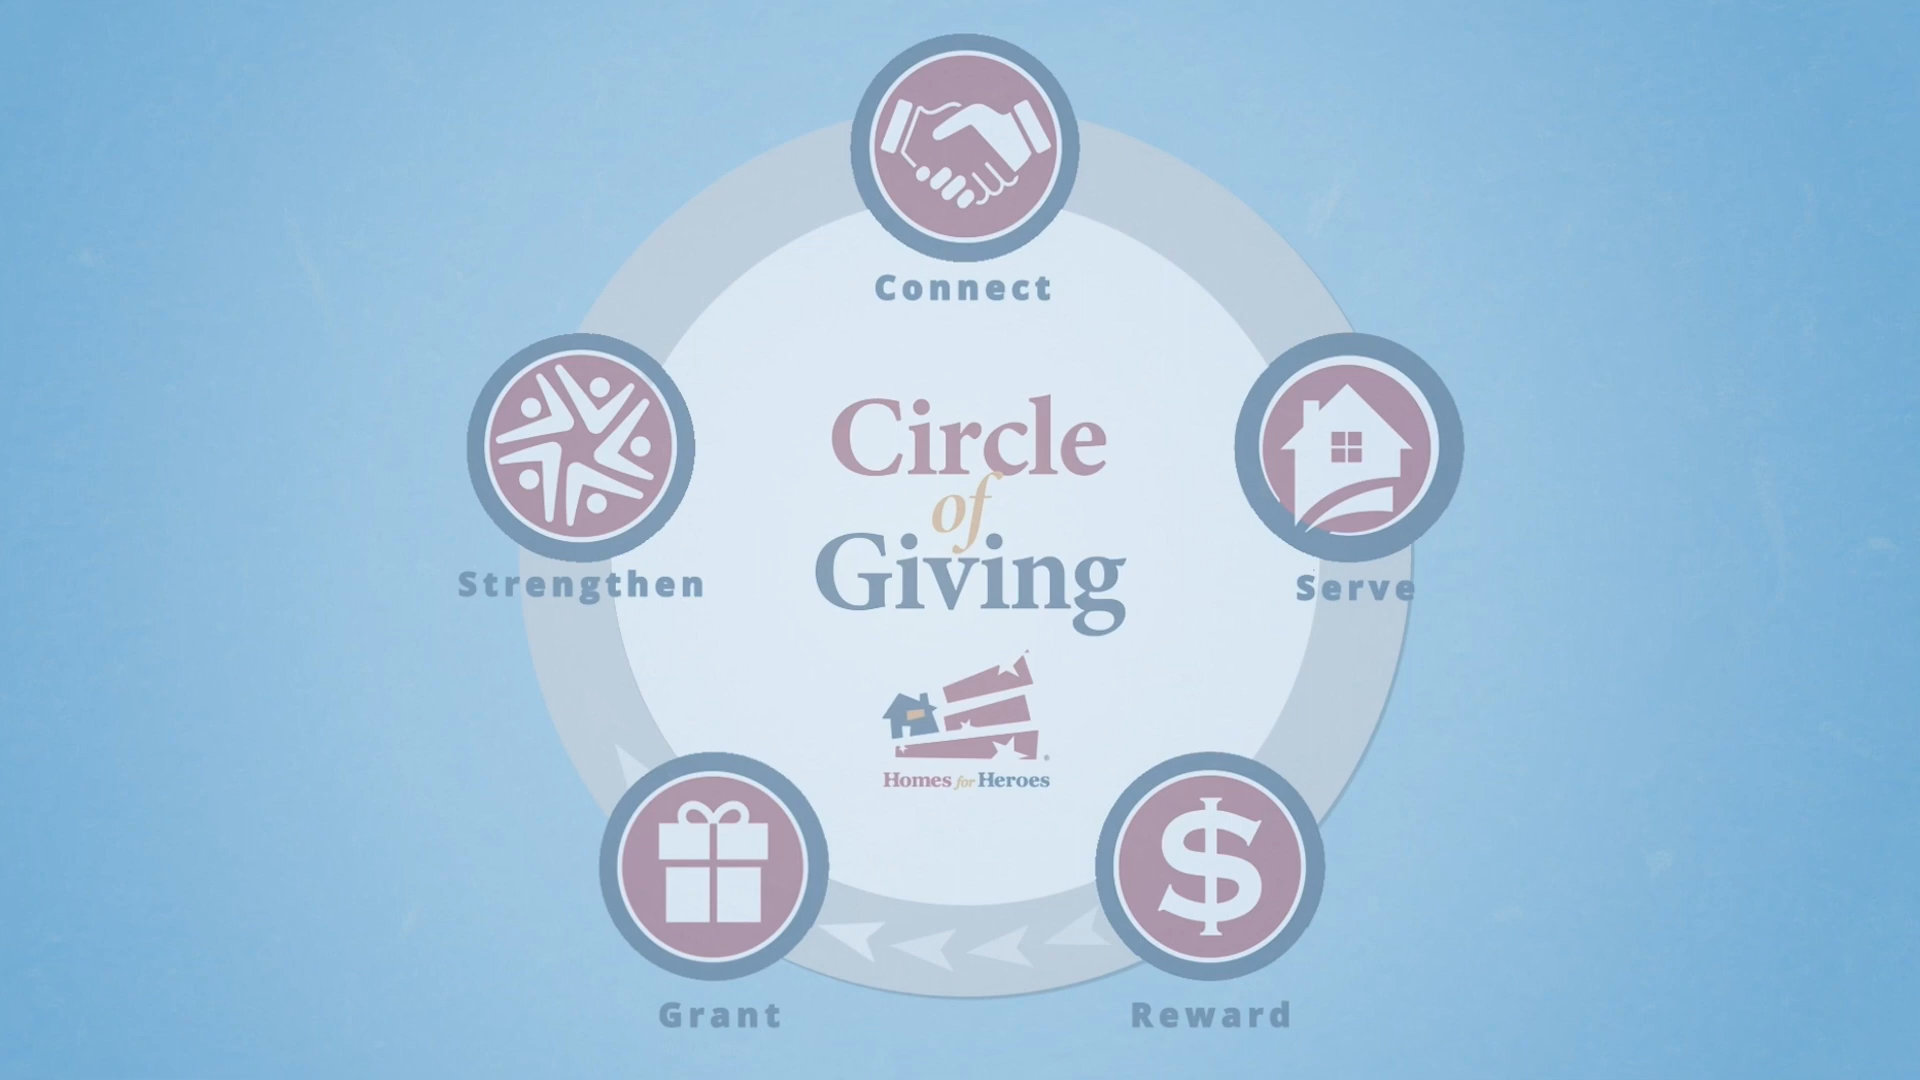 Connect
Circle
of
Giving
Strengthen
Serve
Homes for Heroes
Grant
Reward